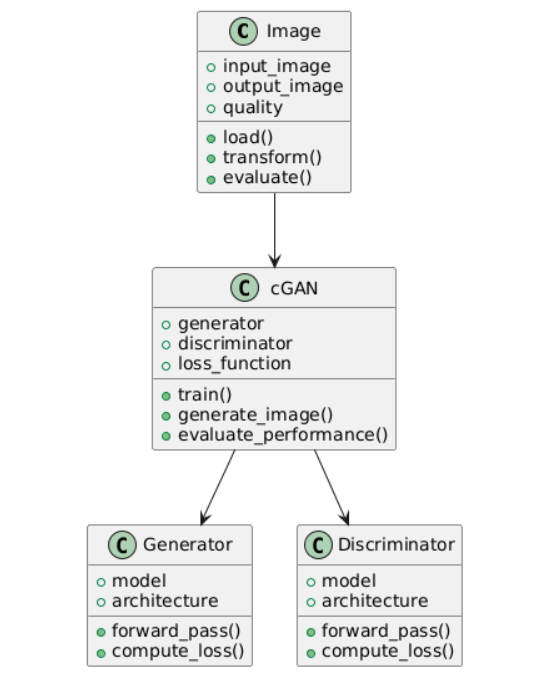 C Image
input_image
output_image
quality
load()
transform()
evaluate()
C cGAN
generator
discriminator
loss_function
train()
generate_image()
evaluate_performance()
C Generator
model
architecture
forward_pass()
compute_loss()
C Discriminator
model
architecture
forward_pass()
compute_loss()